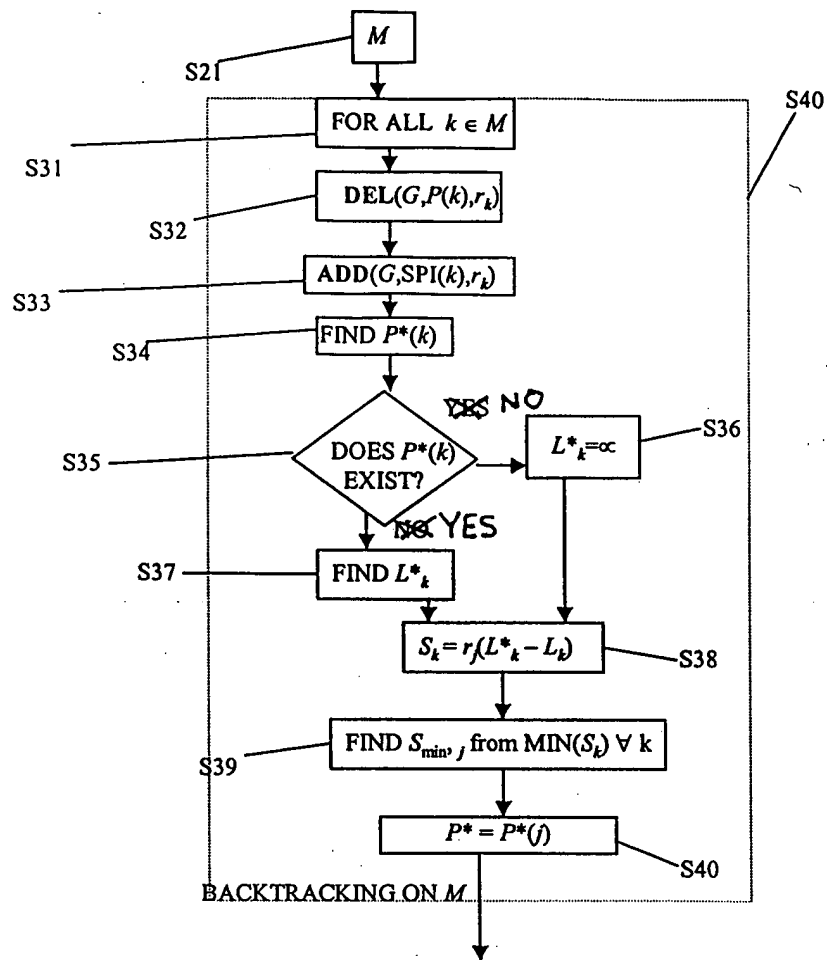 M
S21
S40
FOR ALL k ∈ M
S31
DEL(G,P(k),r_k)
S32
ADD(G,SPI(k),r_k)
S33
FIND P*(k)
S34
YES NO
DOES P*(k)
EXIST?
S35
L*_k=∝
S36
NO YES
FIND L*_k
S37
S_k = r_j(L*_k – L_k)
S38
FIND S_min, j from MIN(S_k) ∀ k
S39
P* = P*(j)
S40
BACKTRACKING ON M